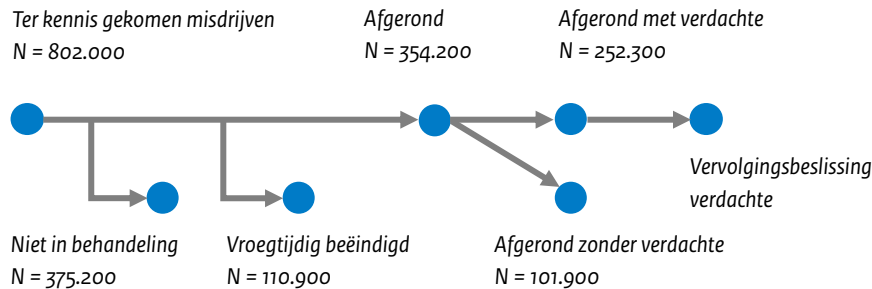 Ter kennis gekomen misdrijven
N = 802.000
Afgerond
N = 354.200
Afgerond met verdachte
N = 252.300
Vervolgingsbeslissing
verdachte
Niet in behandeling
N = 375.200
Vroegtijdig beëindigd
N = 110.900
Afgerond zonder verdachte
N = 101.900